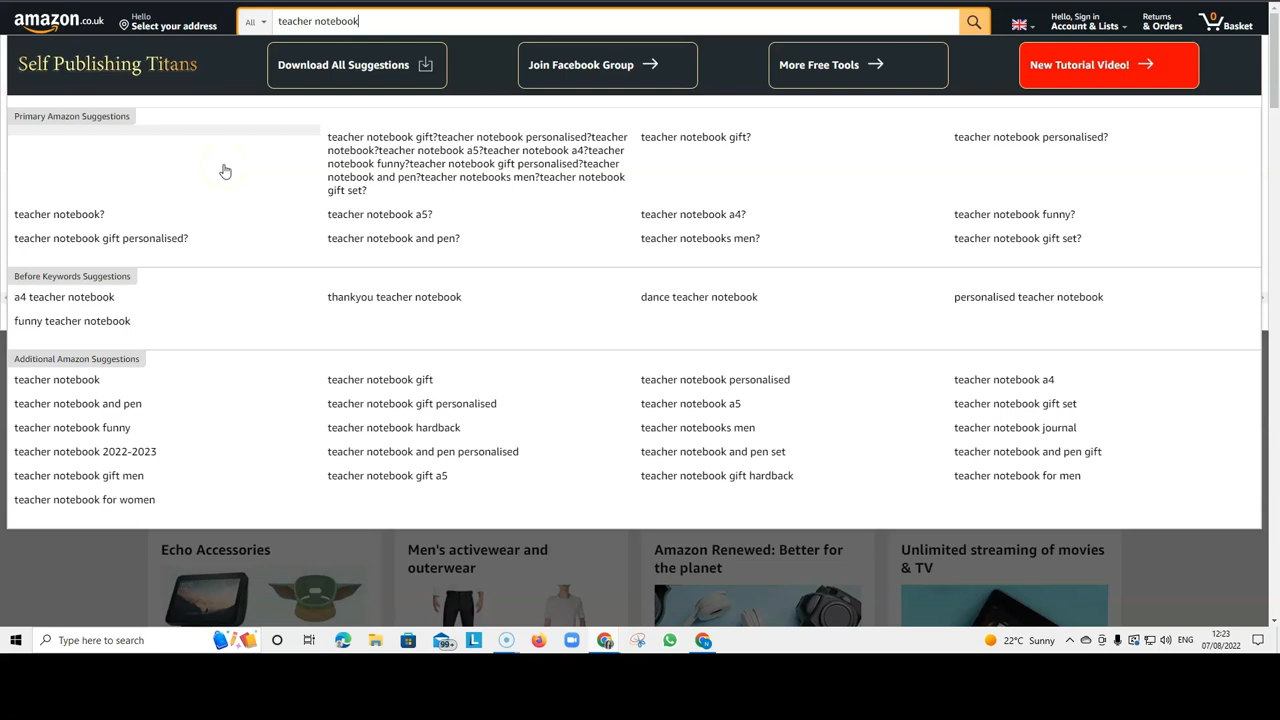 amazon.co.uk
Hello
Select your address
All
teacher notebook
Hello, Sign in
Account & Lists
Returns
& Orders
0
Basket
Self Publishing Titans
Download All Suggestions
Join Facebook Group
More Free Tools
New Tutorial Video!
Primary Amazon Suggestions
teacher notebook gift?teacher notebook personalised?teacher
notebook?teacher notebook a5?teacher notebook a4?teacher
notebook funny?teacher notebook gift personalised?teacher
notebook and pen?teacher notebooks men?teacher notebook
gift set?
teacher notebook gift?
teacher notebook personalised?
teacher notebook?
teacher notebook a5?
teacher notebook a4?
teacher notebook funny?
teacher notebook gift personalised?
teacher notebook and pen?
teacher notebooks men?
teacher notebook gift set?
Before Keywords Suggestions
a4 teacher notebook
thankyou teacher notebook
dance teacher notebook
personalised teacher notebook
funny teacher notebook
Additional Amazon Suggestions
teacher notebook
teacher notebook gift
teacher notebook personalised
teacher notebook a4
teacher notebook and pen
teacher notebook gift personalised
teacher notebook a5
teacher notebook gift set
teacher notebook funny
teacher notebook hardback
teacher notebooks men
teacher notebook journal
teacher notebook 2022-2023
teacher notebook and pen personalised
teacher notebook and pen set
teacher notebook and pen gift
teacher notebook gift men
teacher notebook gift a5
teacher notebook gift hardback
teacher notebook for men
teacher notebook for women
Echo Accessories
Men's activewear and
outerwear
Amazon Renewed: Better for
the planet
Unlimited streaming of movies
& TV
Type here to search
99+
L
22°C Sunny
ENG
12:23
07/08/2022